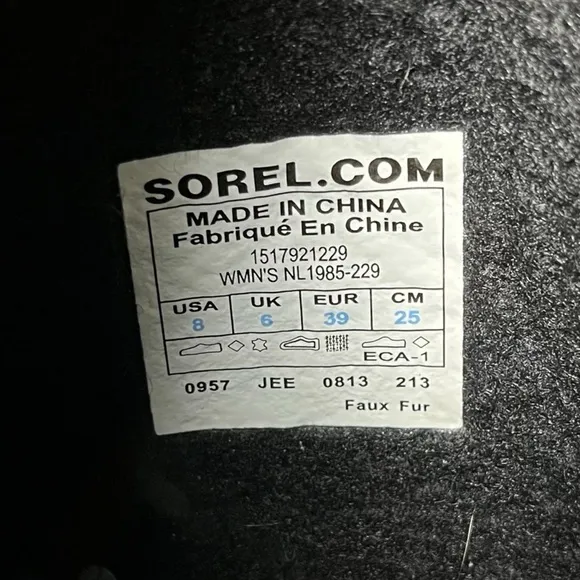 SOREL.COM
MADE IN CHINA
Fabriqué En Chine
1517921229
WMN'S NL1985-229
USA UK EUR CM
8 6 39 25
ECA-1
0957 JEE 0813 213
Faux Fur